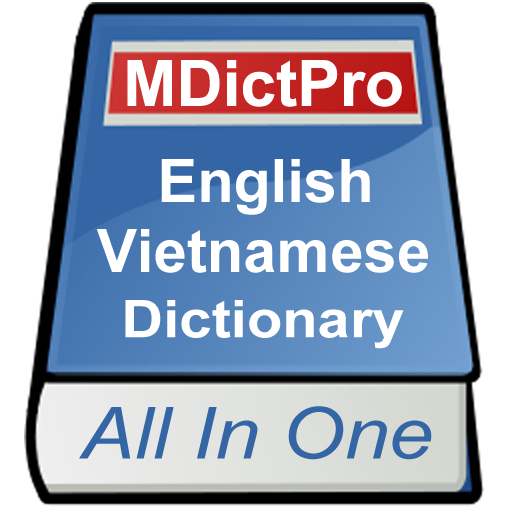 MDictPro
English
Vietnamese
Dictionary
All In One